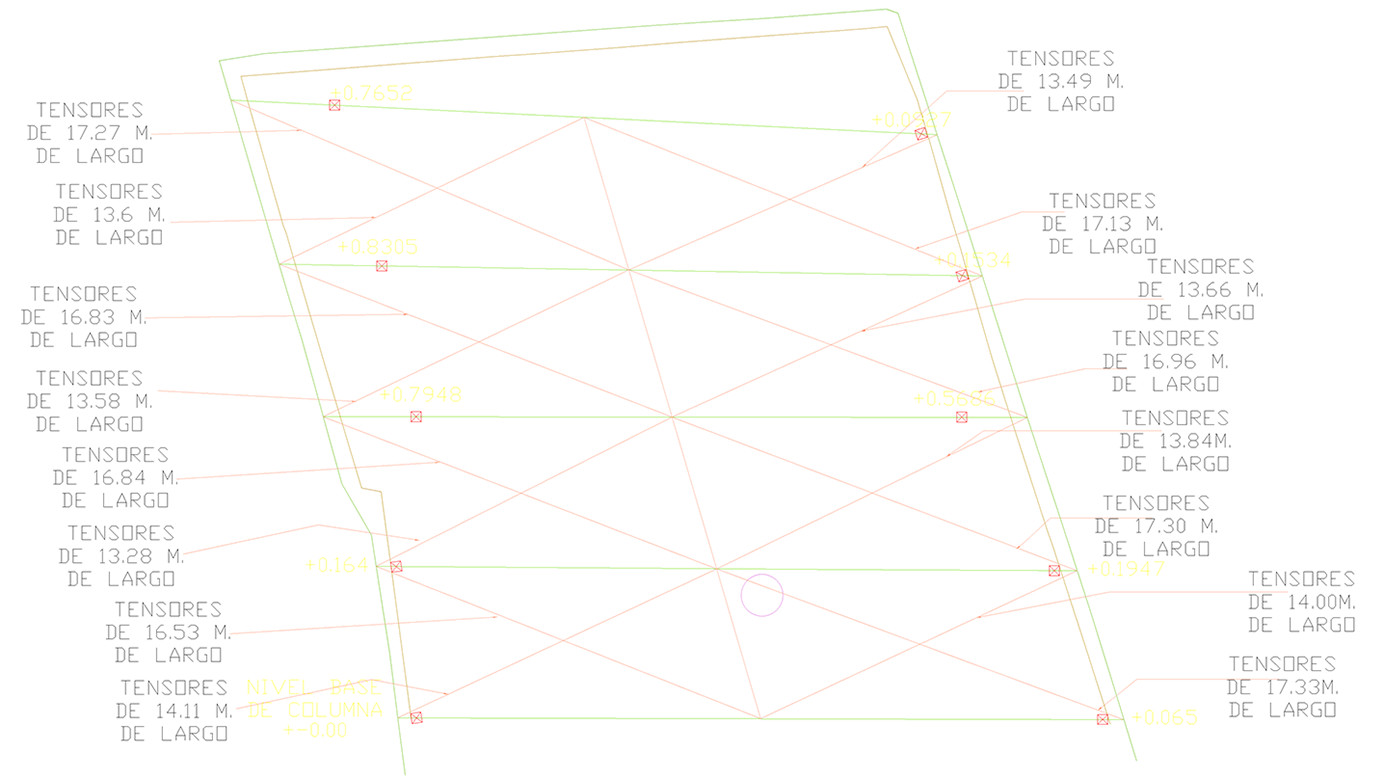 TENSORES
DE 17.27 M.
DE LARGO
TENSORES
DE 13.6 M.
DE LARGO
TENSORES
DE 16.83 M.
DE LARGO
TENSORES
DE 13.58 M.
DE LARGO
TENSORES
DE 16.84 M.
DE LARGO
TENSORES
DE 13.28 M.
DE LARGO
TENSORES
DE 16.53 M.
DE LARGO
TENSORES
DE 14.11 M.
DE LARGO
+0.7652
+0.8305
+0.7948
+0.164
NIVEL BASE
DE COLUMNA
+-0.00
+0.1947
+0.065
TENSORES
DE 13.49 M.
DE LARGO
TENSORES
DE 17.13 M.
DE LARGO
TENSORES
DE 13.66 M.
DE LARGO
TENSORES
DE 16.96 M.
DE LARGO
TENSORES
DE 13.84M.
DE LARGO
TENSORES
DE 17.30 M.
DE LARGO
TENSORES
DE 14.00M.
DE LARGO
TENSORES
DE 17.33M.
DE LARGO